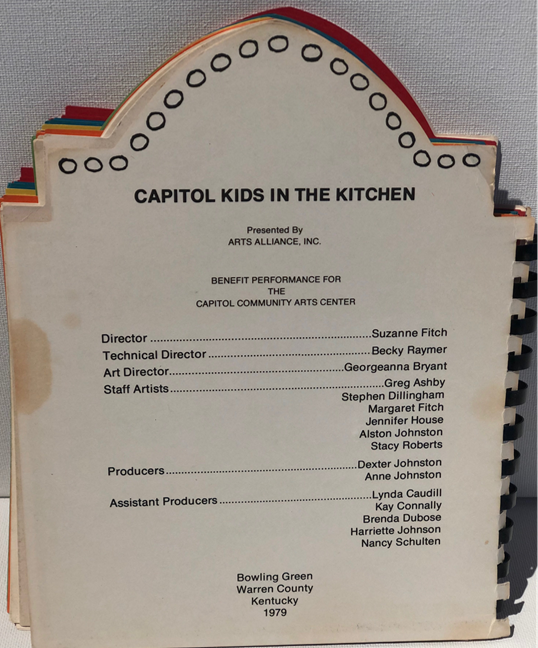 CAPITOL KIDS IN THE KITCHEN
Presented By
ARTS ALLIANCE, INC.
BENEFIT PERFORMANCE FOR
THE
CAPITOL COMMUNITY ARTS CENTER
Director ........................................Suzanne Fitch
Technical Director ........................................Becky Raymer
Art Director........................................Georgeanna Bryant
Staff Artists........................................Greg Ashby
Stephen Dillingham
Margaret Fitch
Jennifer House
Alston Johnston
Stacy Roberts
Producers........................................Dexter Johnston
Anne Johnston
Assistant Producers ........................................Lynda Caudill
Kay Connally
Brenda Dubose
Harriette Johnson
Nancy Schulten
Bowling Green
Warren County
Kentucky
1979